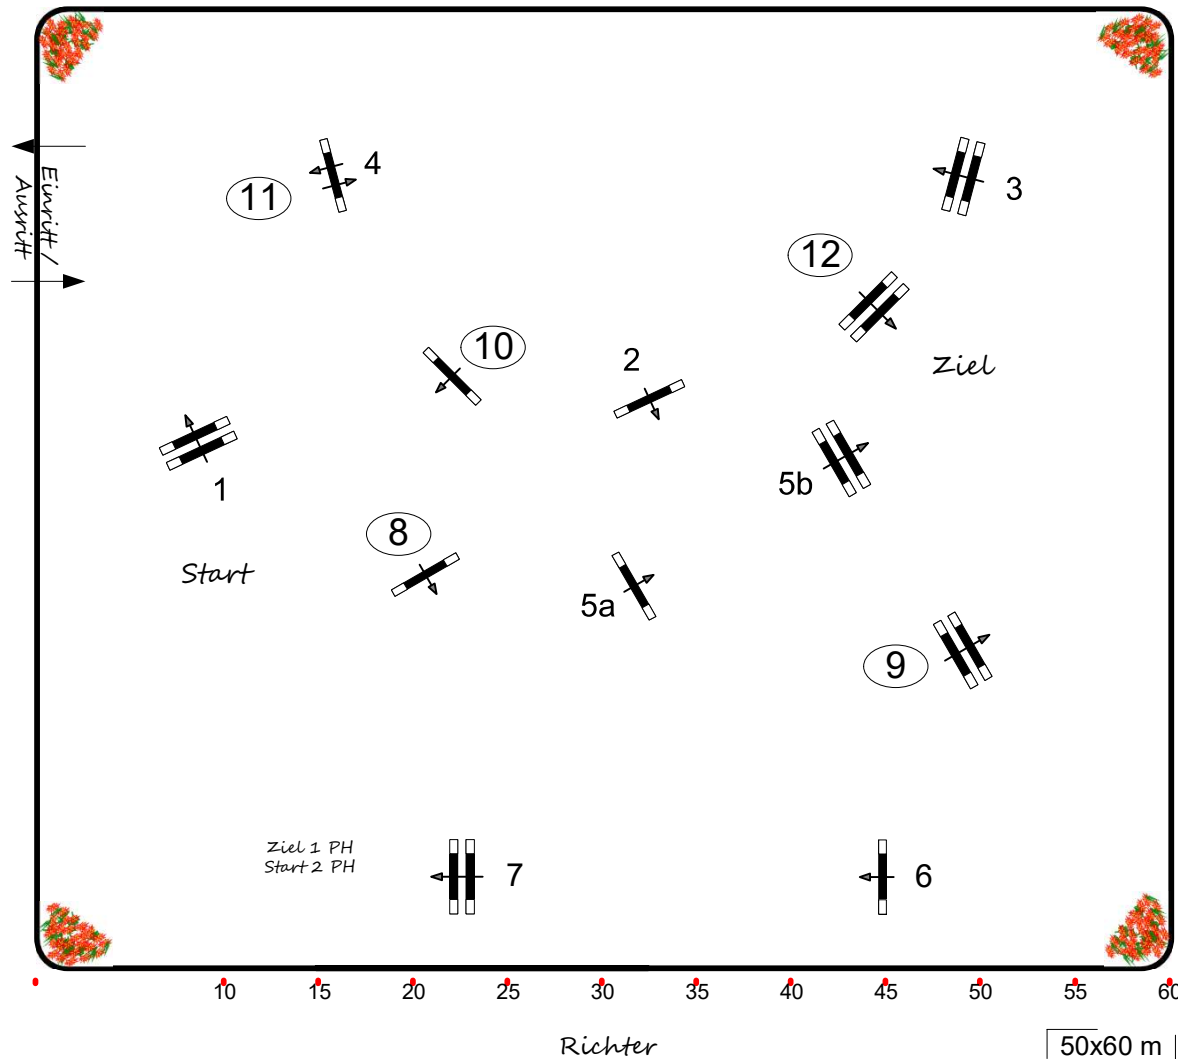 4
11
3
Einritt /
Ausritt
12
10
2
Ziel
1
5b
8
Start
5a
9
Ziel 1 PH
Start 2 PH
7
6
10 15 20 25 30 35 40 45 50 55 60
Richter
50x60 m